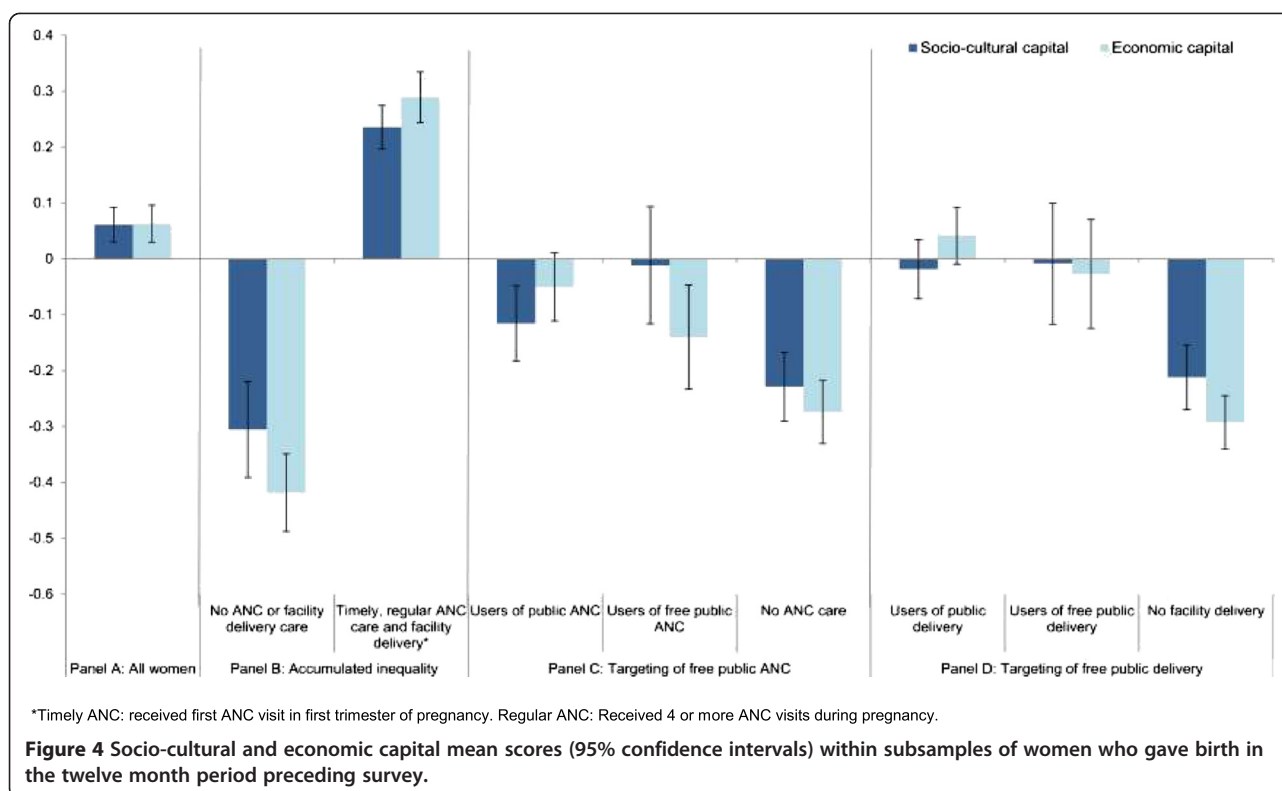 0.4
Socio-cultural capital
Economic capital
0.3
0.2
0.1
0
-0.1
-0.2
-0.3
-0.4
-0.5
-0.6
No ANC or facility
delivery care
Timely, regular ANC
care and facility
delivery*
Users of public ANC
Users of free public
ANC
No ANC care
Users of public
delivery
Users of free public
delivery
No facility delivery
Panel A: All women
Panel B: Accumulated inequality
Panel C: Targeting of free public ANC
Panel D: Targeting of free public delivery
*Timely ANC: received first ANC visit in first trimester of pregnancy. Regular ANC: Received 4 or more ANC visits during pregnancy.
Figure 4 Socio-cultural and economic capital mean scores (95% confidence intervals) within subsamples of women who gave birth in
the twelve month period preceding survey.